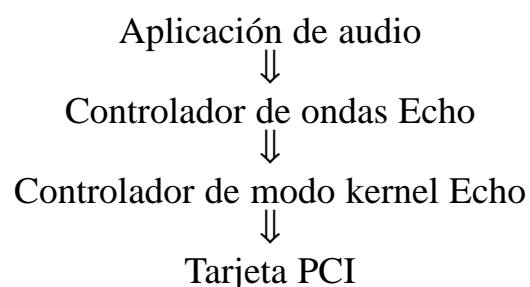 Aplicación de audio
⇓
Controlador de ondas Echo
⇓
Controlador de modo kernel Echo
⇓
Tarjeta PCI